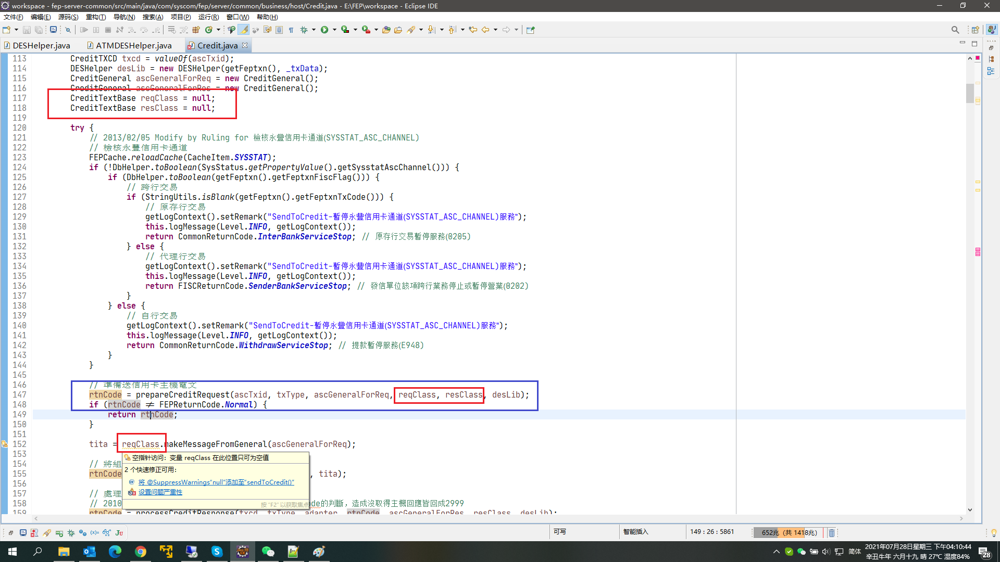 workspace - fep-server-common/src/main/java/com/syscom/fep/server/common/business/host/Credit.java - E:\FEP\workspace - Eclipse IDE
文件(F) 编辑(E) 源码(S) 重构(T) 导航(N) 搜索(A) 项目(P) 运行(R) 窗口(W) 帮助(H)
DESHelper.java ATMDESHelper.java Credit.java
113 CreditTXCD txcd = valueOf(ascTxid);
114 DESHelper desLib = new DESHelper(getFeptxn(), _txData);
115 CreditGeneral ascGeneralForReq = new CreditGeneral();
116 CreditGeneral ascGeneralForRes = new CreditGeneral();
117 CreditTextBase reqClass = null;
118 CreditTextBase resClass = null;
119
120 try {
121 // 2013/02/05 Modify by Ruling for 檢核永豐信用卡通道(SYSSTAT_ASC_CHANNEL)
122 // 檢核永豐信用卡通道
123 FEPCache.reloadCache(CacheItem.SYSSTAT);
124 if (!DbHelper.toBoolean(SysStatus.getPropertyValue().getSysstatAscChannel())) {
125 if (DbHelper.toBoolean(getFeptxn().getFeptxnFiscFlag())) {
126 // 跨行交易
127 if (StringUtils.isBlank(getFeptxn().getFeptxnTxCode())) {
128 // 原存行交易
129 getLogContext().setRemark("SendToCredit-暫停永豐信用卡通道(SYSSTAT_ASC_CHANNEL)服務");
130 this.logMessage(Level.INFO, getLogContext());
131 return CommonReturnCode.InterBankServiceStop; // 原存行交易暫停服務(0205)
132 } else {
133 // 代理行交易
134 getLogContext().setRemark("SendToCredit-暫停永豐信用卡通道(SYSSTAT_ASC_CHANNEL)服務");
135 this.logMessage(Level.INFO, getLogContext());
136 return FISCReturnCode.SenderBankServiceStop; // 發信單位該項跨行業務停止或暫停營業(0202)
137 }
138 } else {
139 // 自行交易
140 getLogContext().setRemark("SendToCredit-暫停永豐信用卡通道(SYSSTAT_ASC_CHANNEL)服務");
141 this.logMessage(Level.INFO, getLogContext());
142 return CommonReturnCode.WithdrawServiceStop; // 提款暫停服務(E948)
143 }
144 }
145
146 // 準備送信用卡主機電文
147 rtnCode = prepareCreditRequest(ascTxid, txType, ascGeneralForReq, reqClass, resClass, desLib);
148 if (rtnCode ≠ FEPReturnCode.Normal) {
149 return rtnCode;
150 }
151
152 tita = reqClass.makeMessageFromGeneral(ascGeneralForReq);
153
空指针访问：变量 reqClass 在此位置只可为空值
154 // 將組
2 个快速修正可用：
155 rtnCode , tita);
156
@ 将 @SuppressWarnings"null"添加至"sendToCredit()"
157 // 處理
设置问题严重性
158 // 2010 de的判斷，造成沒取得主機回應皆回成2999
按 "F2" 以获取焦点
159 rtnCode = processCreditResponse(txcd, txType, adapter, rtnCode, ascGeneralForRes, resClass, desLib);
可写 智能插入 149 : 26 : 5861 652兆 (共 1418兆)
简体 2021年07月28日星期三 下午04:10:44
辛丑牛年 六月十九 晴 27℃ 湿度84%
28